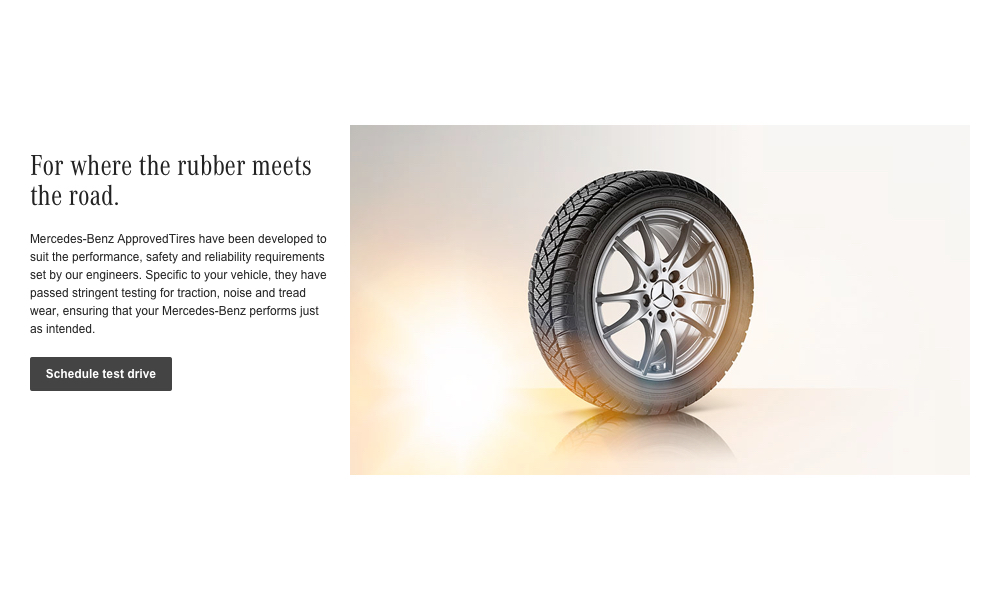 For where the rubber meets
the road.
Mercedes-Benz ApprovedTires have been developed to
suit the performance, safety and reliability requirements
set by our engineers. Specific to your vehicle, they have
passed stringent testing for traction, noise and tread
wear, ensuring that your Mercedes-Benz performs just
as intended.
Schedule test drive